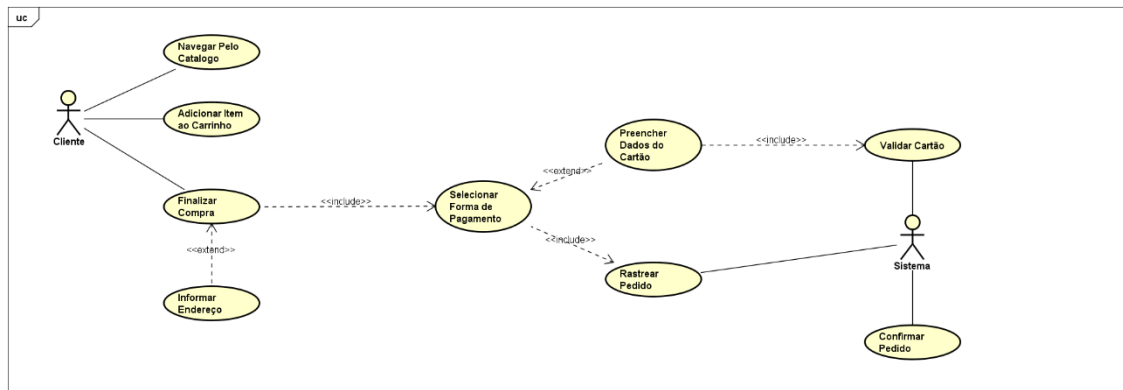 uc
Navegar Pelo
Catalogo
Adicionar Item
ao Carrinho
Cliente
Preencher
Dados do
Cartão
<<include>>
Validar Cartão
<<extend>>
Finalizar
Compra
<<include>>
Selecionar
Forma de
Pagamento
<<include>>
<<extend>>
Rastrear
Pedido
Sistema
Informar
Endereço
Confirmar
Pedido